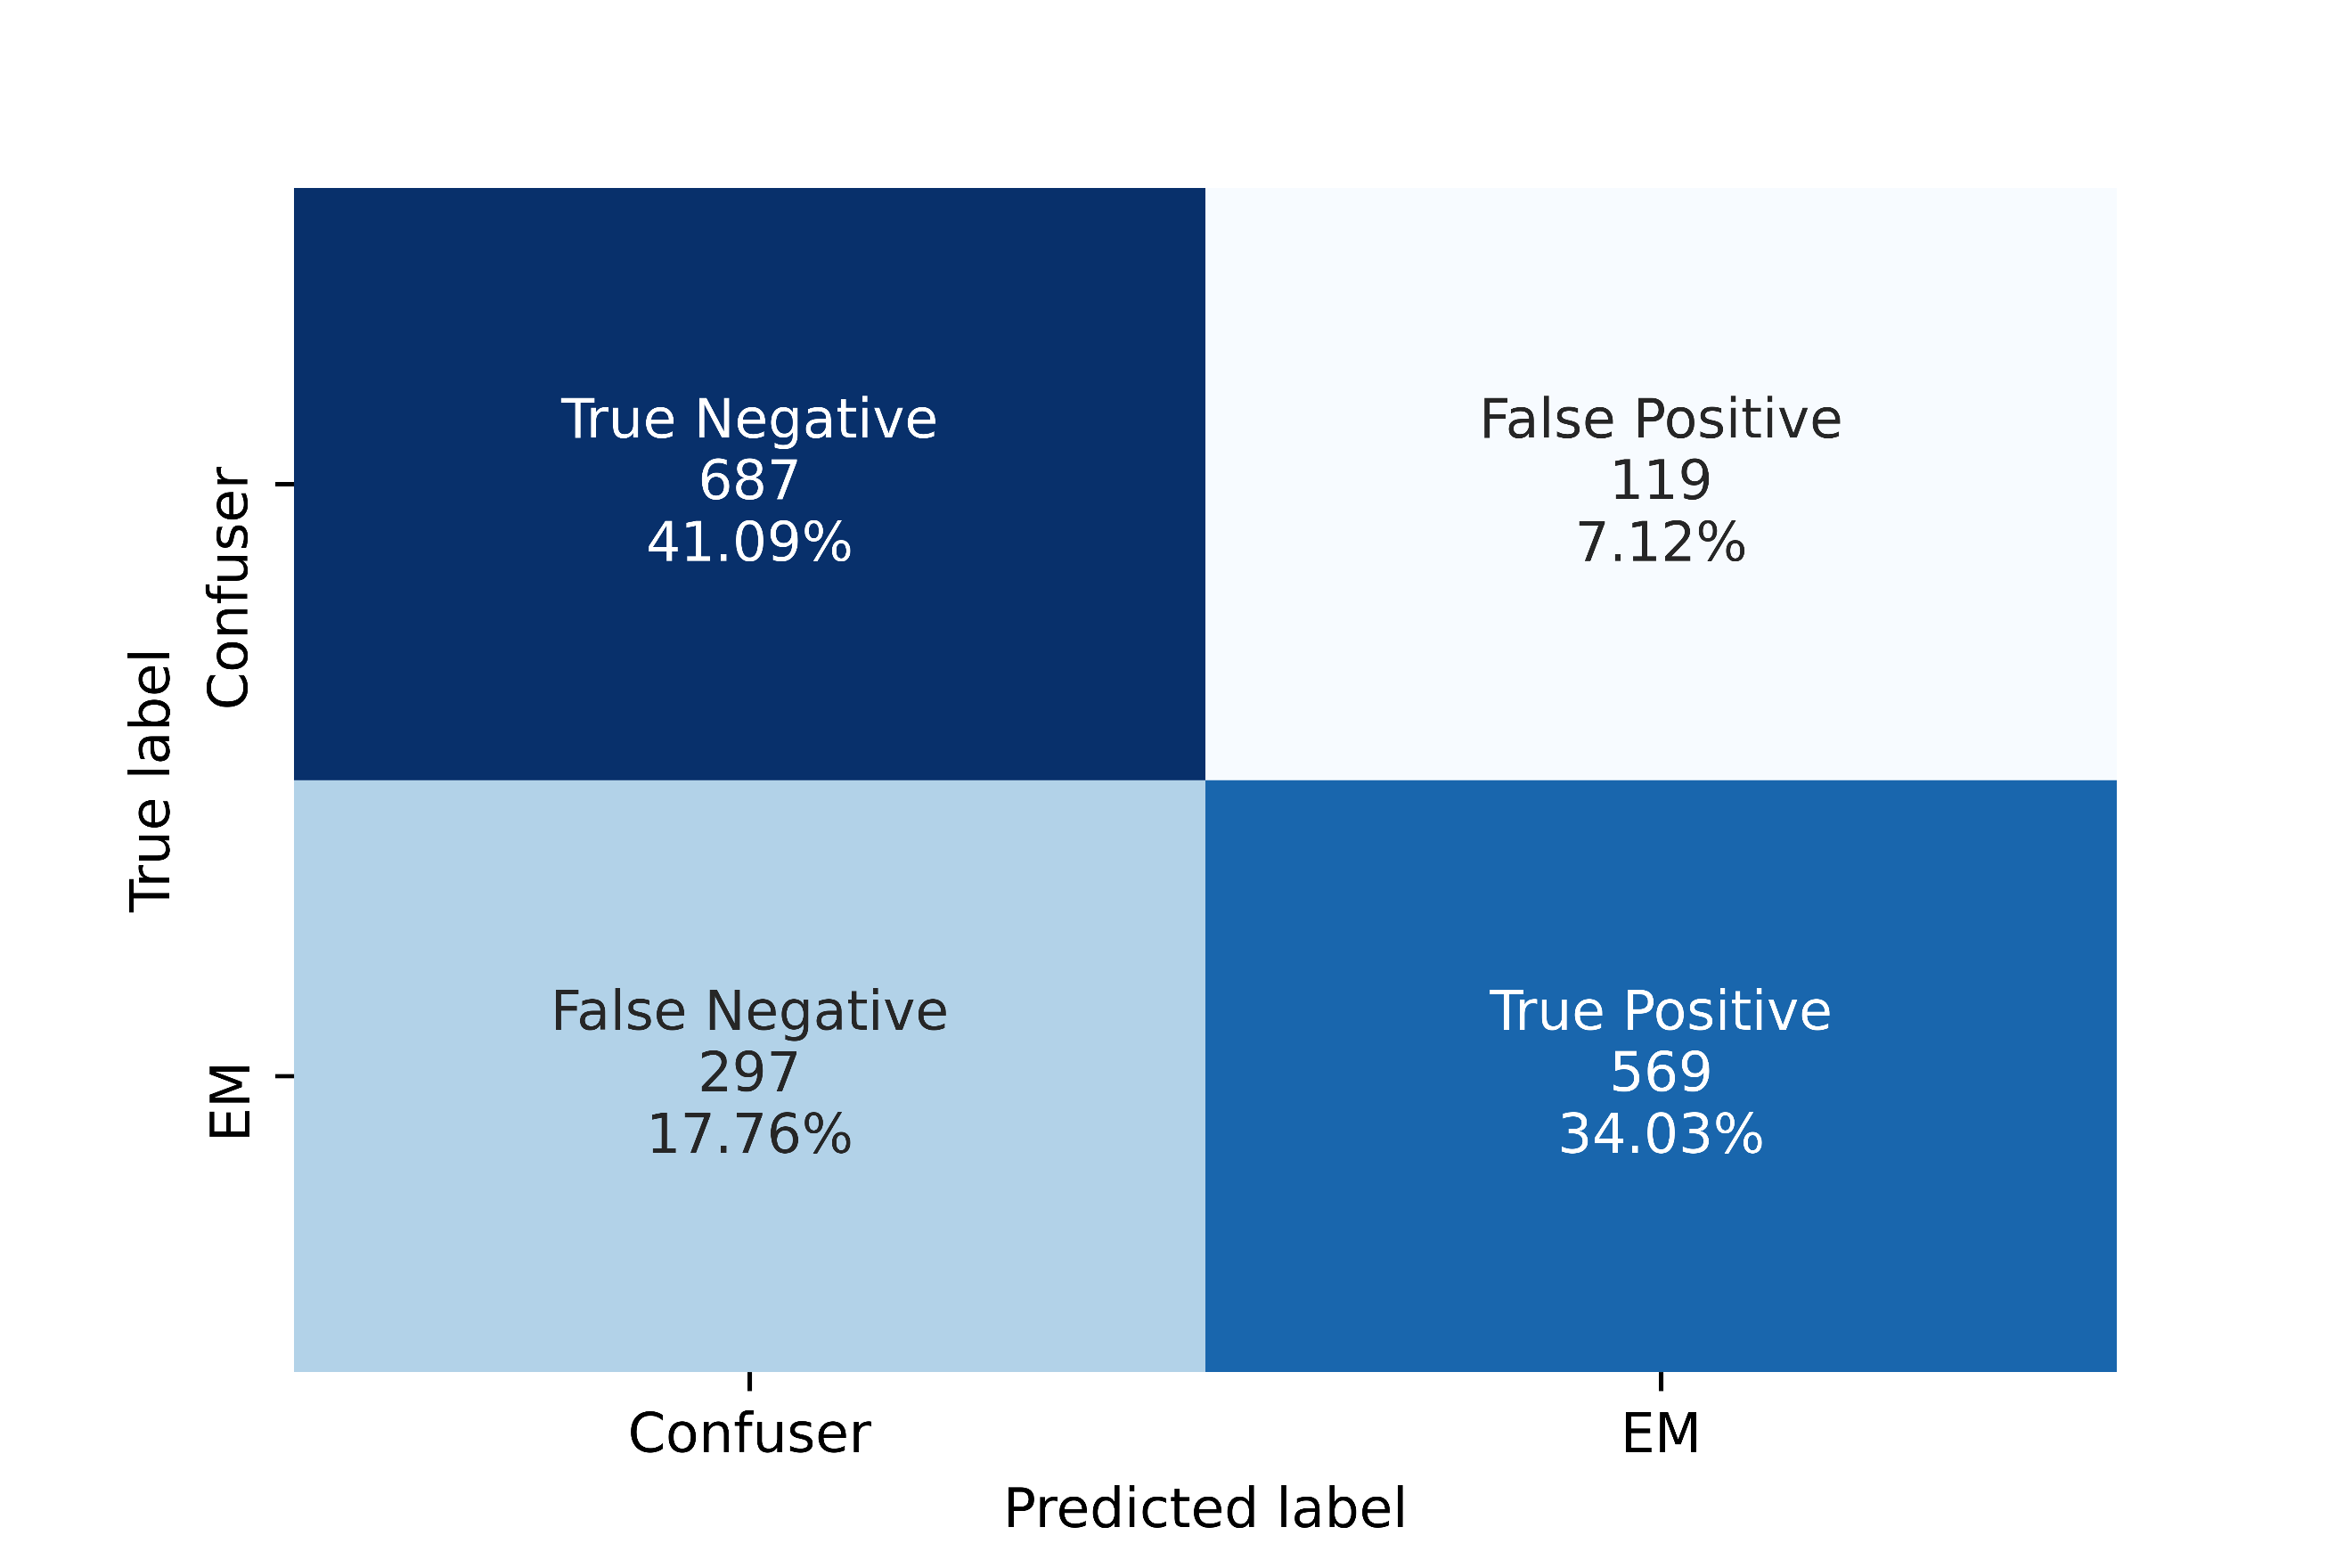 True Negative
687
41.09%
False Positive
119
7.12%
False Negative
297
17.76%
True Positive
569
34.03%
True label
Confuser
EM
Confuser
EM
Predicted label